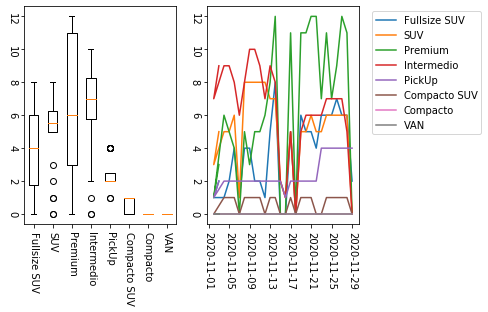 12
10
8
6
4
2
0
Fullsize SUV
SUV
Premium
Intermedio
PickUp
Compacto SUV
Compacto
VAN
12
10
8
6
4
2
0
2020-11-01
2020-11-05
2020-11-09
2020-11-13
2020-11-17
2020-11-21
2020-11-25
2020-11-29
Fullsize SUV
SUV
Premium
Intermedio
PickUp
Compacto SUV
Compacto
VAN